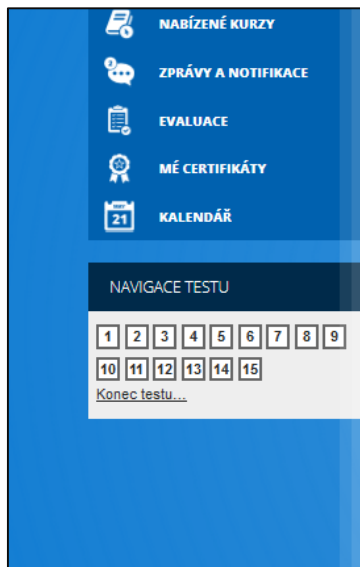 NABÍZENÉ KURZY
2
ZPRÁVY A NOTIFIKACE
EVALUACE
MÉ CERTIFIKÁTY
21
KALENDÁŘ
NAVIGACE TESTU
1 2 3 4 5 6 7 8 9
10 11 12 13 14 15
Konec testu...